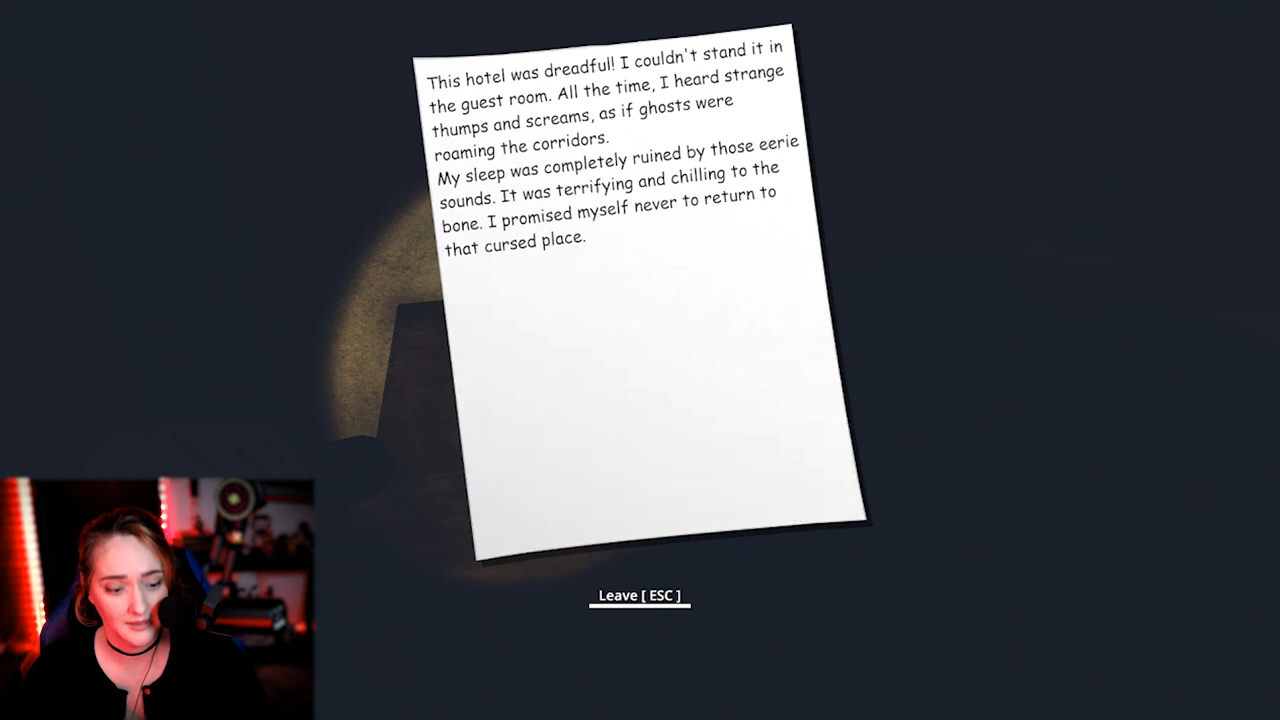 This hotel was dreadful! I couldn't stand it in
the guest room. All the time, I heard strange
thumps and screams, as if ghosts were
roaming the corridors.
My sleep was completely ruined by those eerie
sounds. It was terrifying and chilling to the
bone. I promised myself never to return to
that cursed place.
Leave [ ESC ]